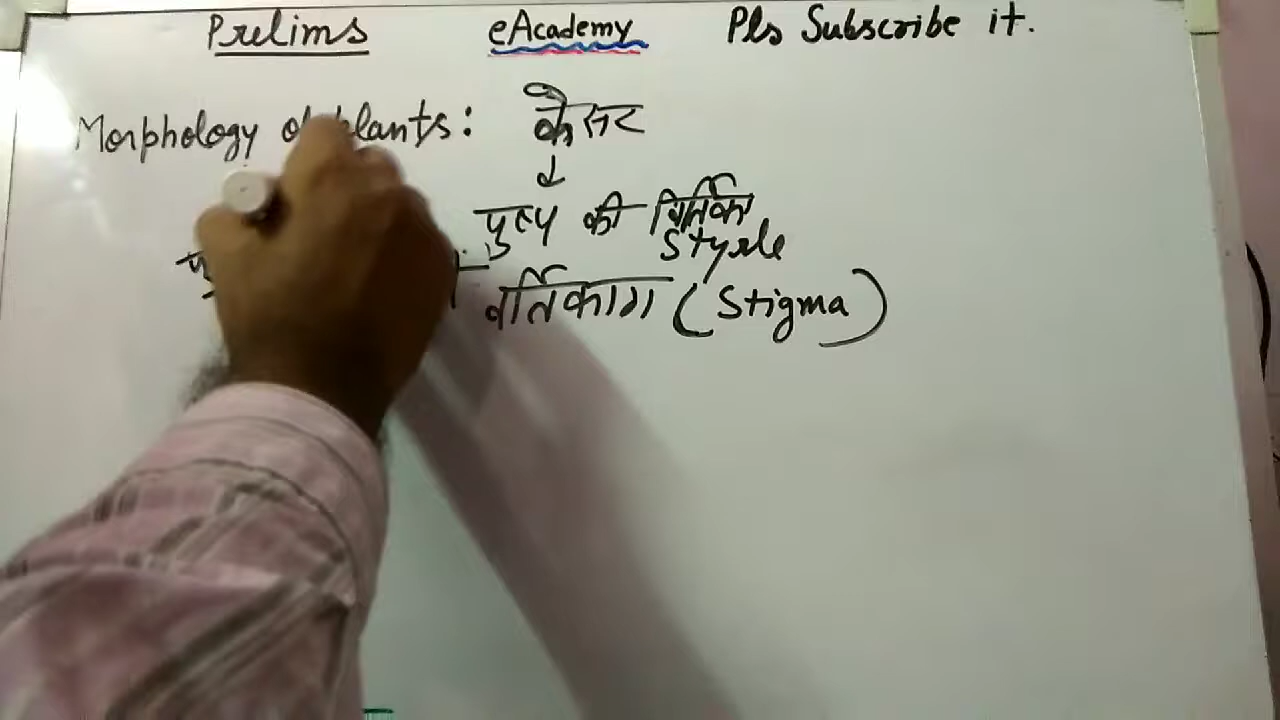 Prelims eAcademy Pls Subscribe it.
Morphology of plants: केसर
पुष्प की वर्तिका
Style
वर्तिकाग्र (Stigma)